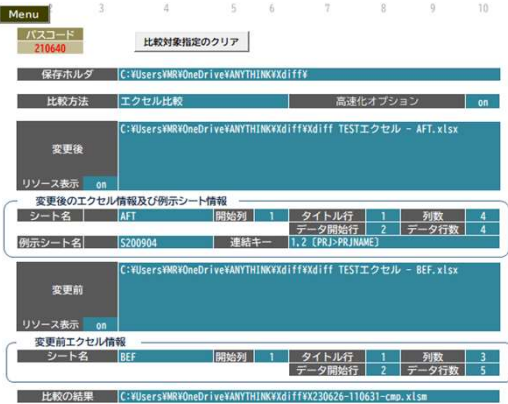 2 3 4 5 6 7 8 9 10
Menu
パスコード
210640
比較対象指定のクリア
保存ホルダ C:¥Users¥MR¥OneDrive¥ANYTHINK¥Xdiff¥
比較方法 エクセル比較 高速化オプション on
変更後 C:¥Users¥MR¥OneDrive¥ANYTHINK¥Xdiff¥Xdiff TESTエクセル - AFT.xlsx
リソース表示 on
変更後のエクセル情報及び例示シート情報
シート名 AFT 開始列 1 タイトル行 1 列数 4
データ開始行 2 データ行数 4
例示シート名 S200904 連結キー 1,2 [PRJ>PRJNAME]
変更前 C:¥Users¥MR¥OneDrive¥ANYTHINK¥Xdiff¥Xdiff TESTエクセル - BEF.xlsx
リソース表示 on
変更前エクセル情報
シート名 BEF 開始列 1 タイトル行 1 列数 3
データ開始行 2 データ行数 5
比較の結果 C:¥Users¥MR¥OneDrive¥ANYTHINK¥Xdiff¥X230626-110631-cmp.xlsm